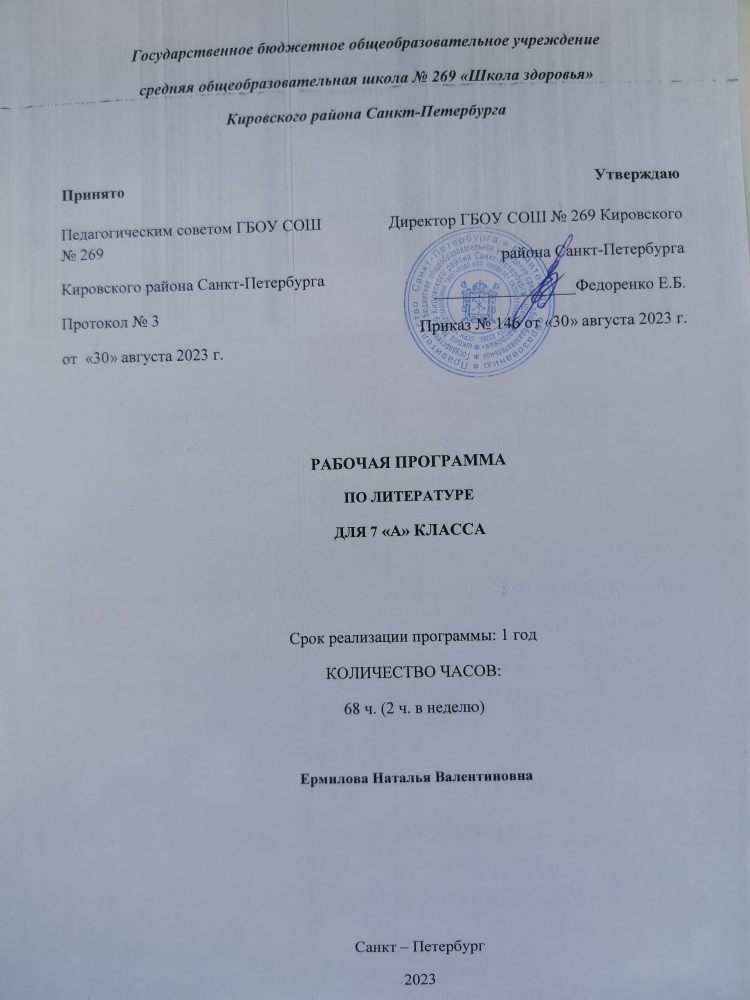 Государственное бюджетное общеобразовательное учреждение
средняя общеобразовательная школа № 269 «Школа здоровья»
Кировского района Санкт-Петербурга
Принято
Педагогическим советом ГБОУ СОШ
№ 269
Кировского района Санкт-Петербурга
Протокол № 3
от «30» августа 2023 г.
Утверждаю
Директор ГБОУ СОШ № 269 Кировского
района Санкт-Петербурга
Федоренко Е.Б.
Приказ № 146 от «30» августа 2023 г.
РАБОЧАЯ ПРОГРАММА
ПО ЛИТЕРАТУРЕ
ДЛЯ 7 «А» КЛАССА
Срок реализации программы: 1 год
КОЛИЧЕСТВО ЧАСОВ:
68 ч. (2 ч. в неделю)
Ермилова Наталья Валентиновна
Санкт – Петербург
2023